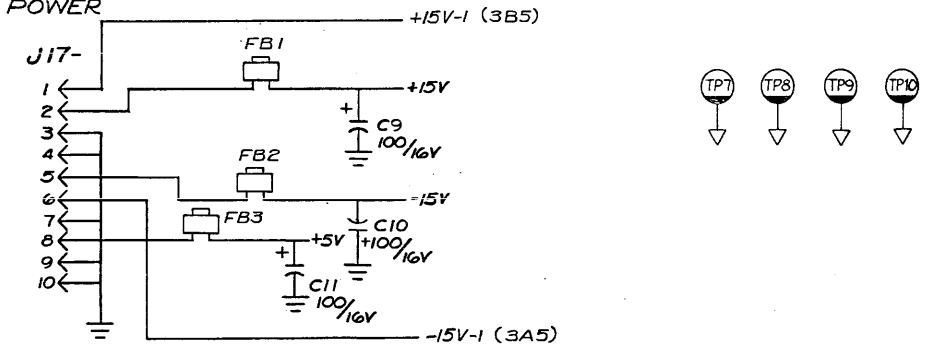 POWER
+15V-1 (3B5)
J17-
FB1
TP7 TP8 TP9 TP10
1
+15V
2
+
C9
100/16V
3
4
FB2
5
6
-15V
FB3
7
C10
8
+5V
+100/16V
+
9
C11
10
100/16V
-15V-1 (3A5)